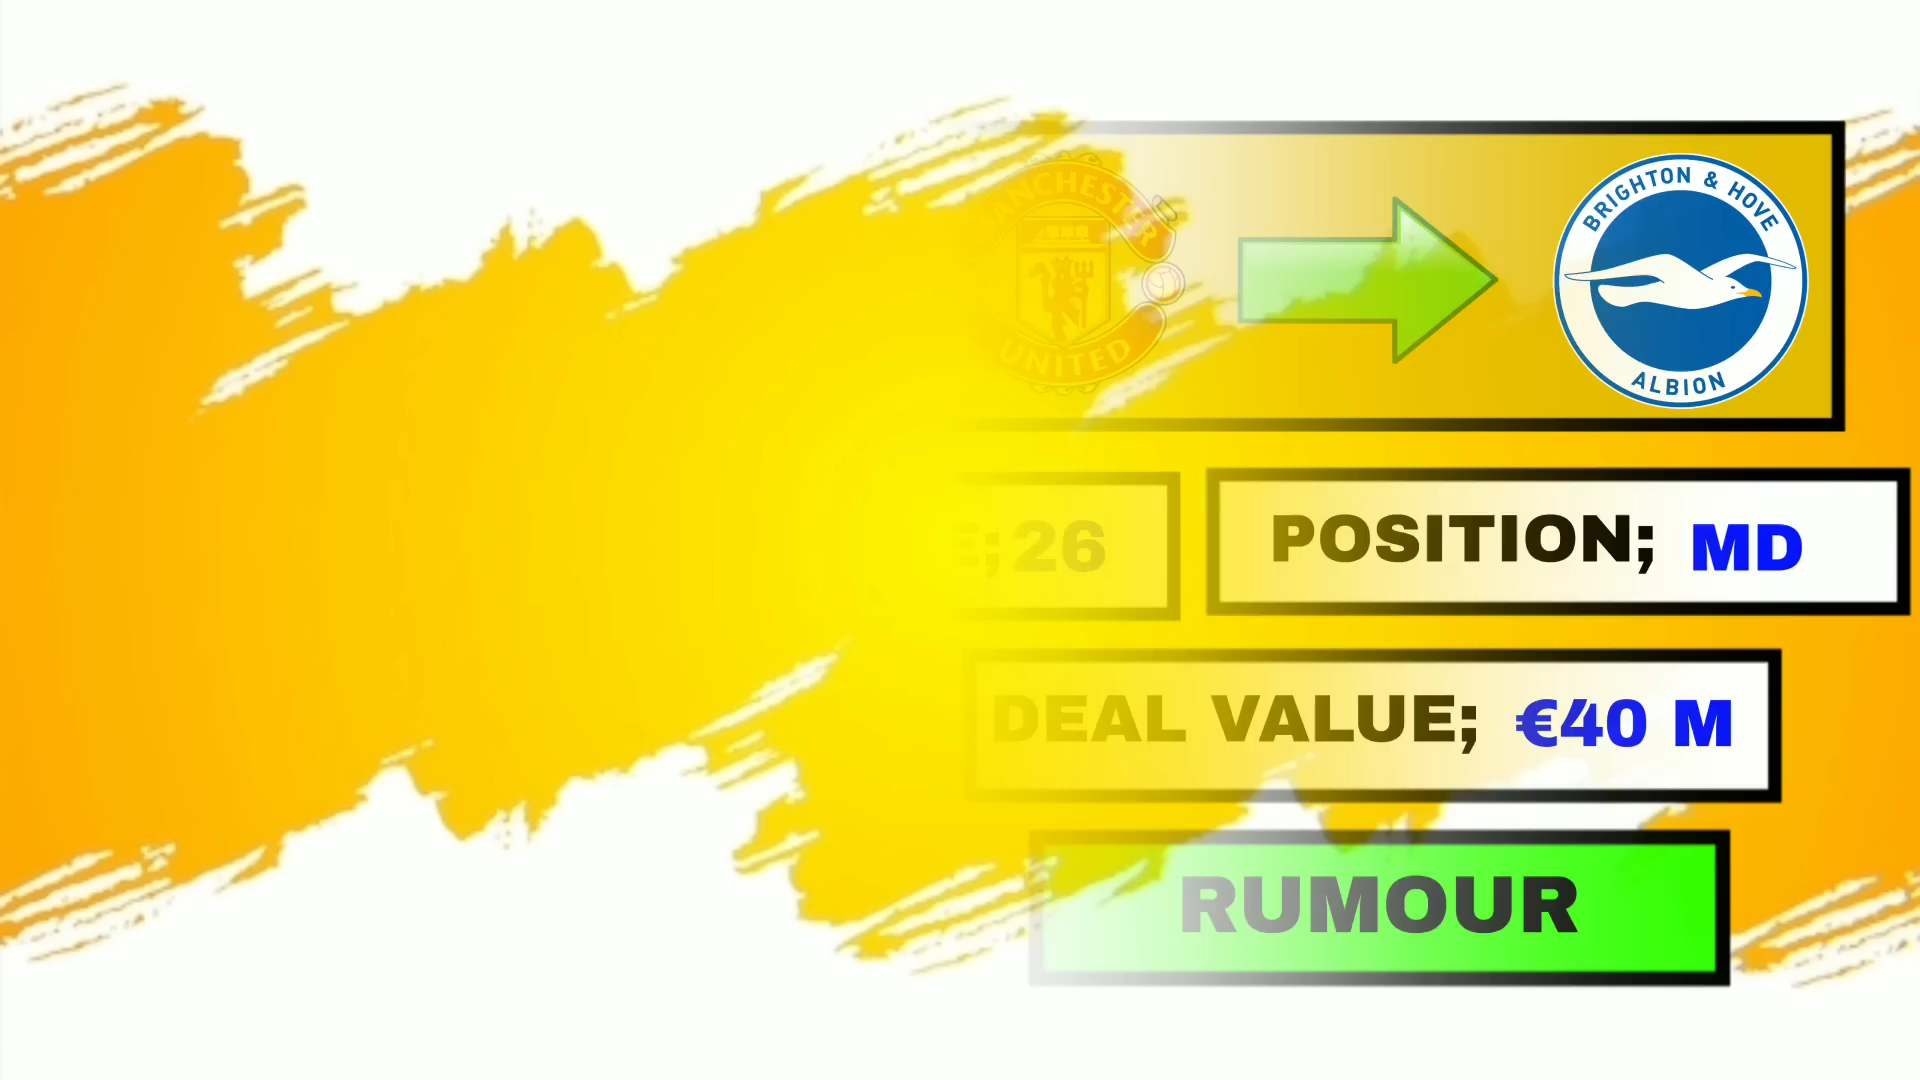 MANCHESTER
UNITED
BRIGHTON & HOVE
ALBION
E; 26
POSITION; MD
DEAL VALUE; €40 M
RUMOUR